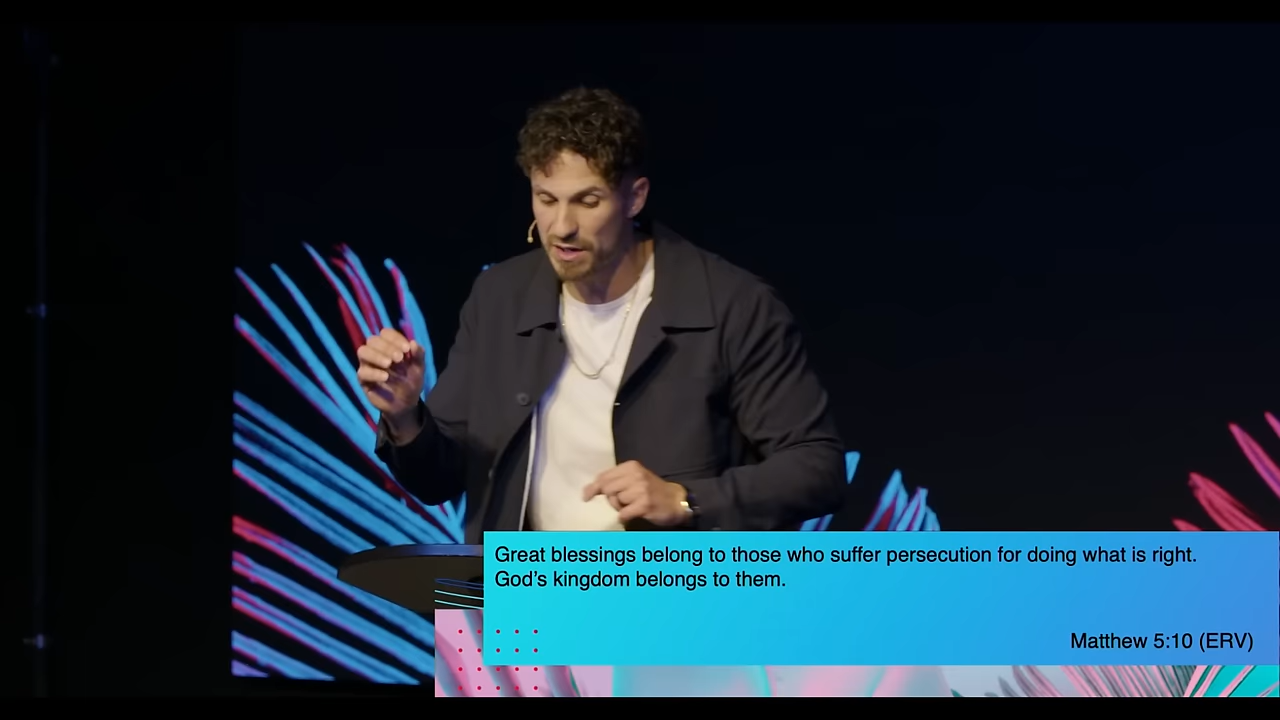 Great blessings belong to those who suffer persecution for doing what is right.
God’s kingdom belongs to them.
Matthew 5:10 (ERV)